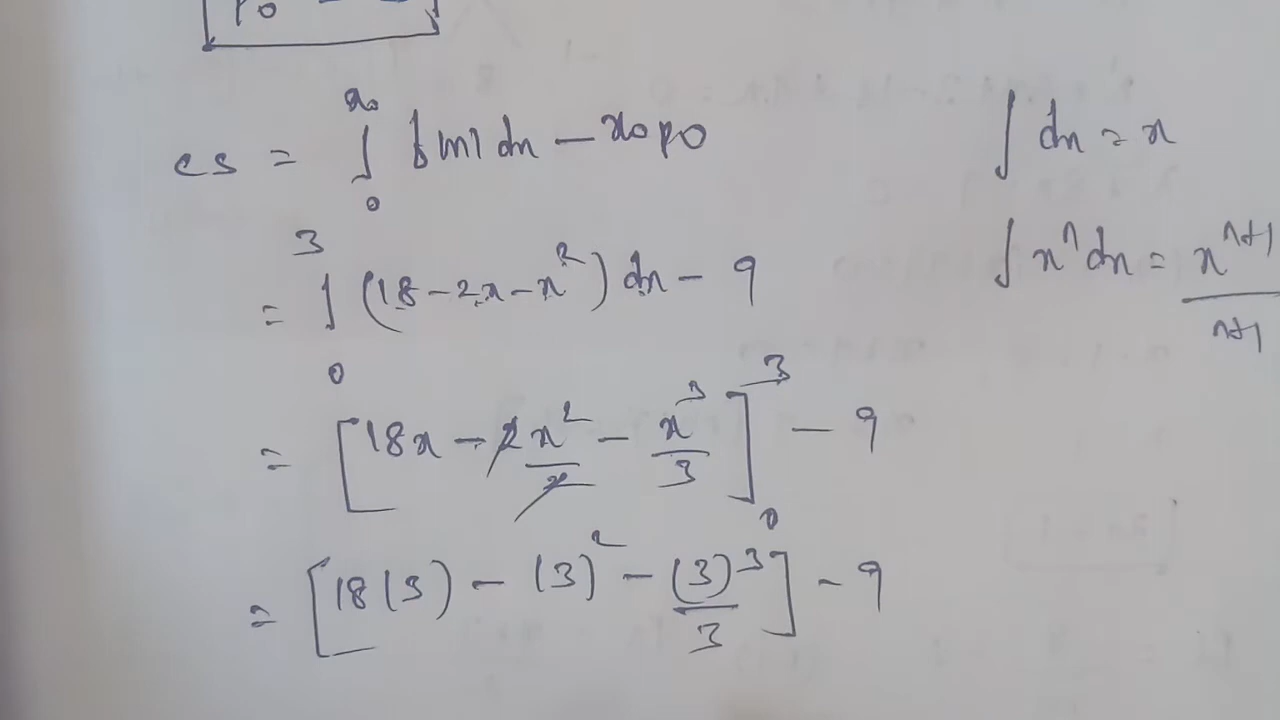 p₀ =
cs = ∫₀^x₀ f(x) dx − x₀p₀
∫ dx = x
= ∫₀³ (18 − 2x − x²) dx − 9
∫ xⁿ dx = xⁿ⁺¹/n+1
= [18x − 2x²/2 − x³/3]₀³ − 9
= [18(3) − (3)² − (3)³/3] − 9